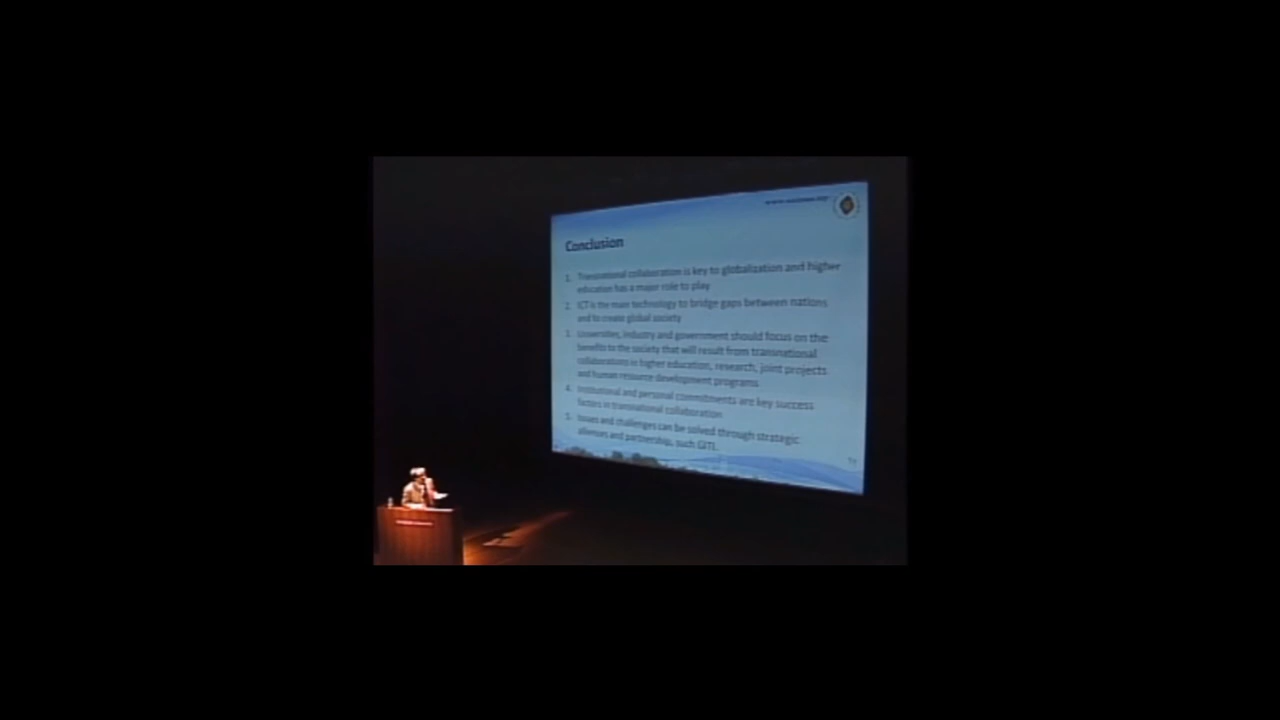 Conclusion
1. Transnational collaboration is key to globalization and higher
education has a major role to play
2. ICT is the main technology to bridge gaps between nations
and to create global society
3. Universities, industry and government should focus on the
benefits to the society that will result from transnational
collaborations in higher education, research, joint projects
and human resource development programs
4. Institutional and personal commitments are key success
factors in transnational collaboration
5. Issues and challenges can be solved through strategic
and partnership, such